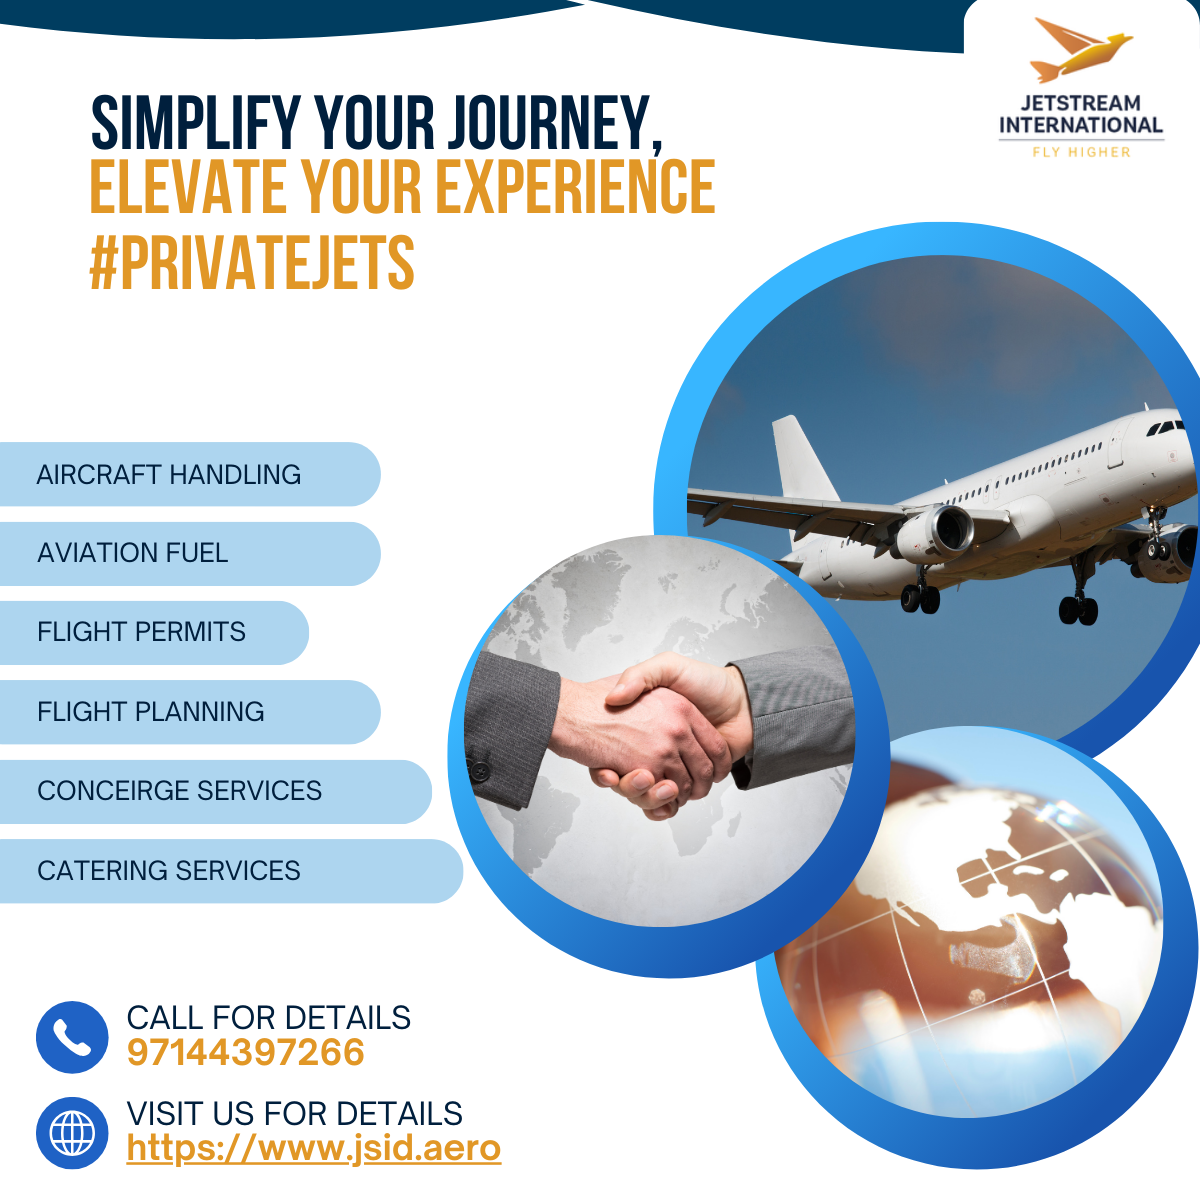 JETSTREAM
INTERNATIONAL
FLY HIGHER
SIMPLIFY YOUR JOURNEY,
ELEVATE YOUR EXPERIENCE
#PRIVATEJETS
AIRCRAFT HANDLING
AVIATION FUEL
FLIGHT PERMITS
FLIGHT PLANNING
CONCEIRGE SERVICES
CATERING SERVICES
CALL FOR DETAILS
97144397266
VISIT US FOR DETAILS
https://www.jsid.aero